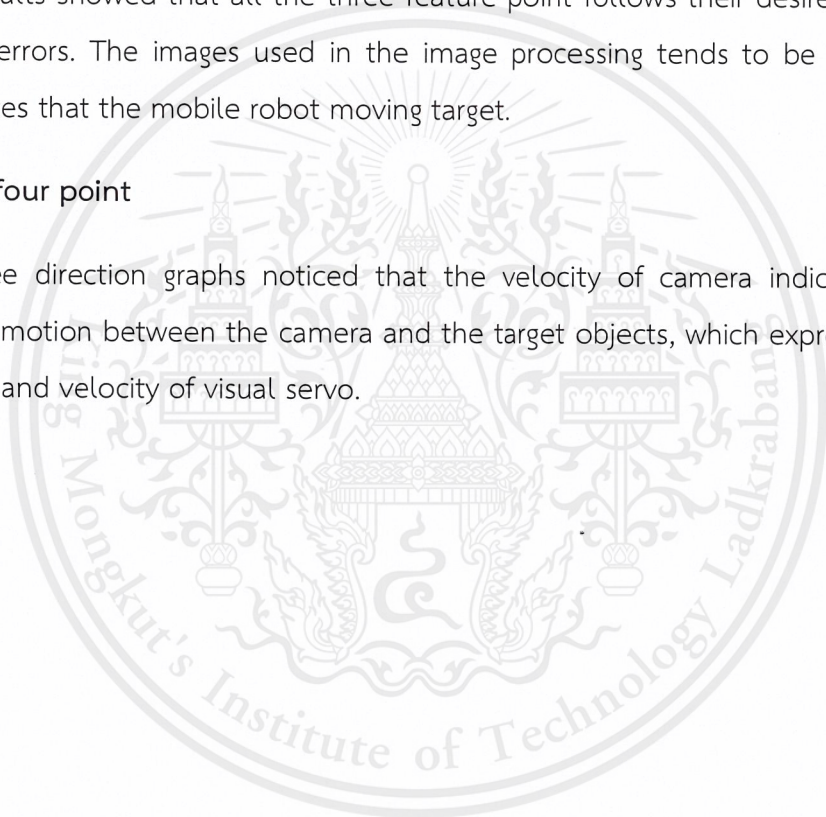 ults showed that all the three feature point follows their desire
errors. The images used in the image processing tends to be
es that the mobile robot moving target.
four point
e direction graphs noticed that the velocity of camera indic
motion between the camera and the target objects, which expr
and velocity of visual servo.
King Mongkut's Institute of Technology Ladkrabang